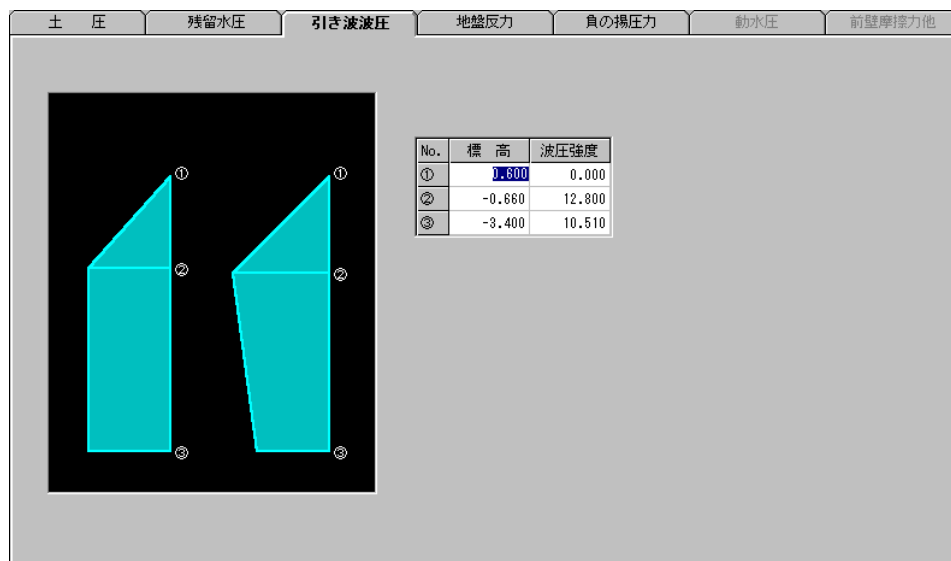 土　圧　残留水圧　引き波波圧　地盤反力　負の揚圧力　動水圧　前壁摩擦力他
No.　標　高　波圧強度
①　0.600　0.000
②　-0.660　12.800
③　-3.400　10.510
①　①
②　②
③　③